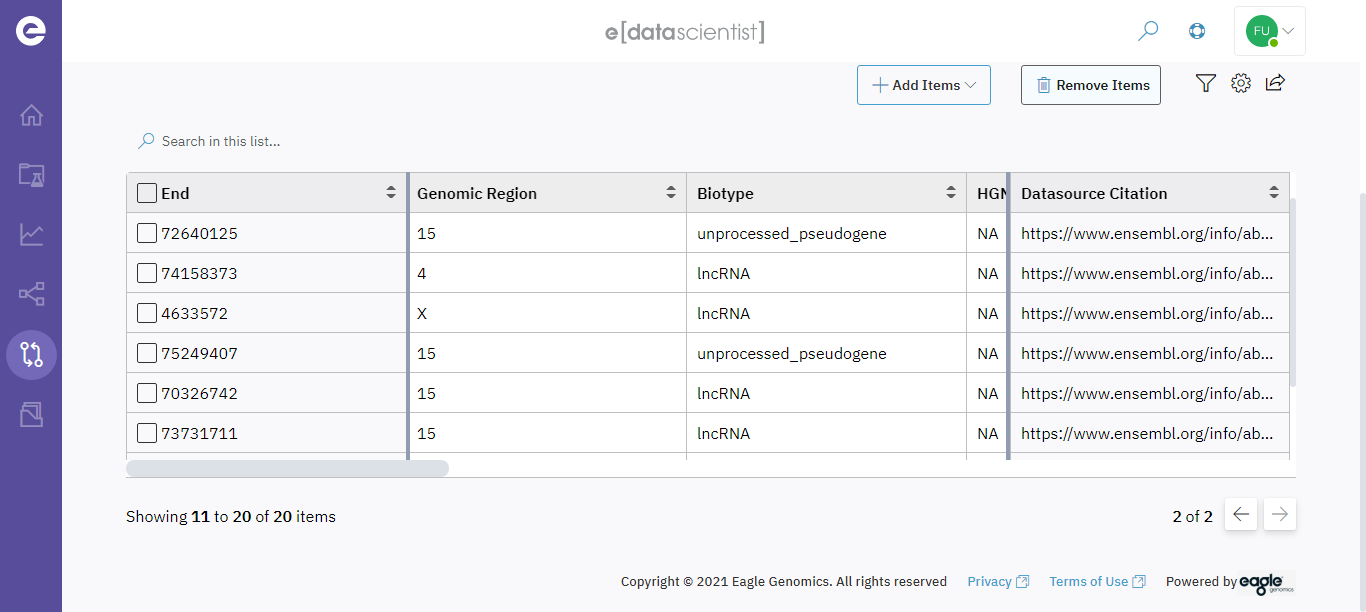 e e[datascientist] FU
Add Items Remove Items
Search in this list...
End Genomic Region Biotype HGN Datasource Citation
72640125 15 unprocessed_pseudogene NA https://www.ensembl.org/info/ab...
74158373 4 lncRNA NA https://www.ensembl.org/info/ab...
4633572 X lncRNA NA https://www.ensembl.org/info/ab...
75249407 15 unprocessed_pseudogene NA https://www.ensembl.org/info/ab...
70326742 15 lncRNA NA https://www.ensembl.org/info/ab...
73731711 15 lncRNA NA https://www.ensembl.org/info/ab...
Showing 11 to 20 of 20 items 2 of 2
Copyright © 2021 Eagle Genomics. All rights reserved Privacy Terms of Use Powered by eagle genomics